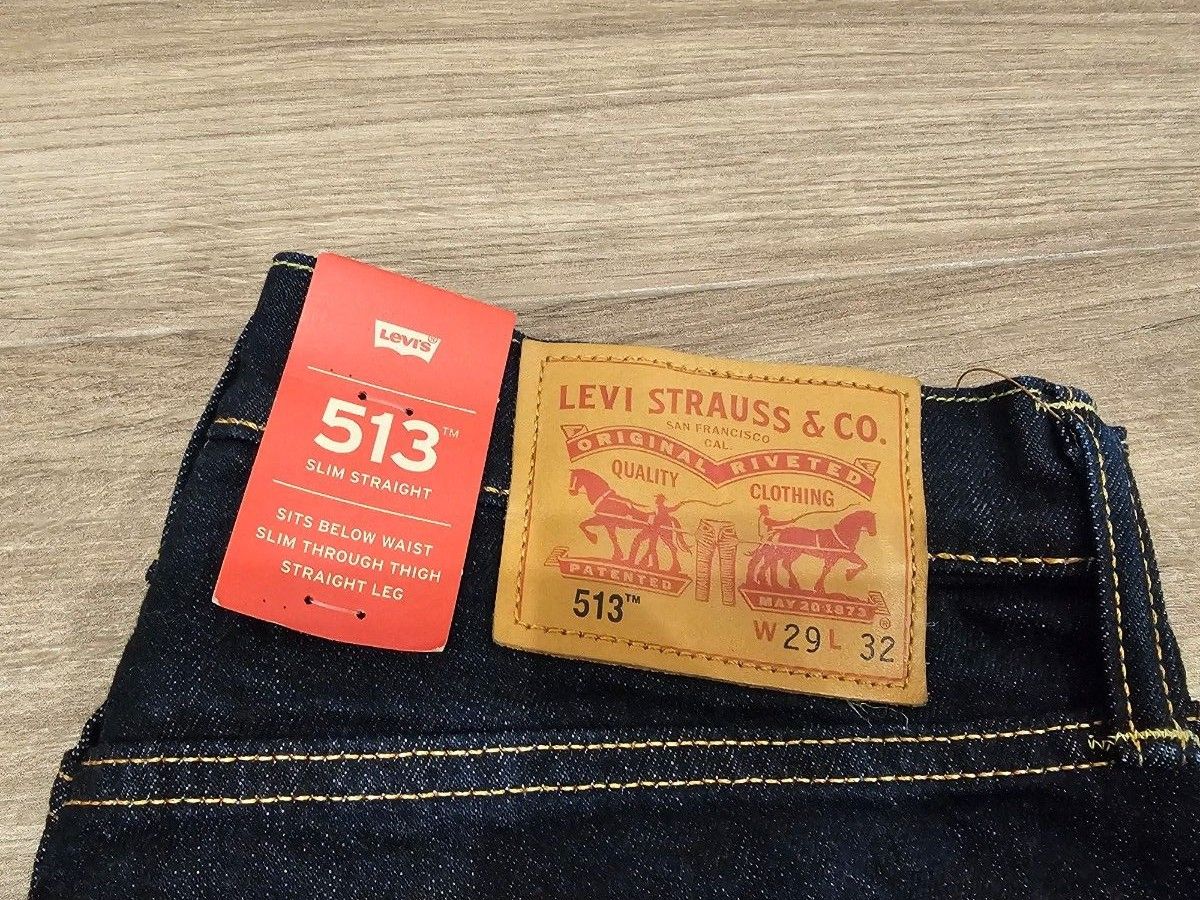 Levi's®
513™
SLIM STRAIGHT
SITS BELOW WAIST
SLIM THROUGH THIGH
STRAIGHT LEG
LEVI STRAUSS & CO.
SAN FRANCISCO
CAL.
ORIGINAL RIVETED
QUALITY CLOTHING
PATENTED MAY 20 1873
®
513™
W 29 L 32